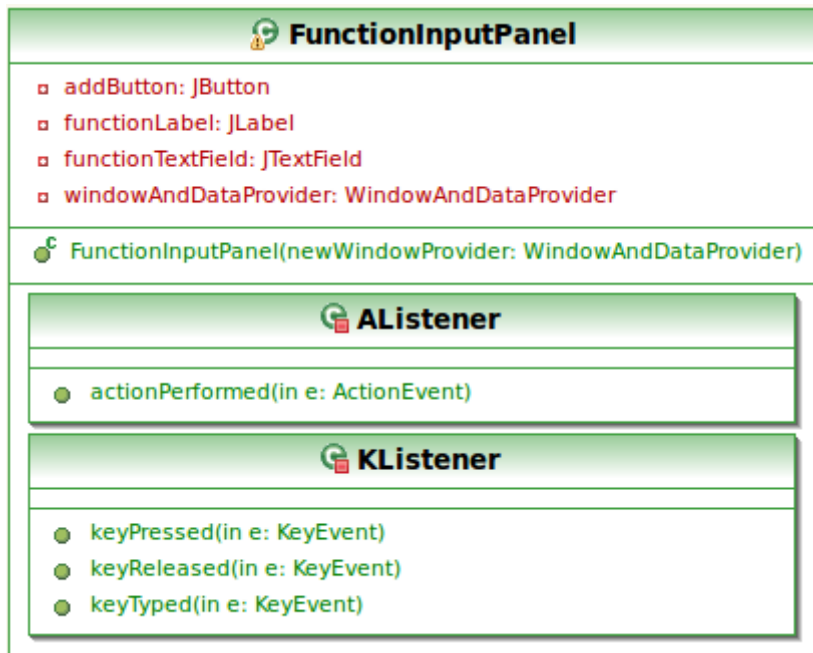 FunctionInputPanel
addButton: JButton
functionLabel: JLabel
functionTextField: JTextField
windowAndDataProvider: WindowAndDataProvider
FunctionInputPanel(newWindowProvider: WindowAndDataProvider)
AListener
actionPerformed(in e: ActionEvent)
KListener
keyPressed(in e: KeyEvent)
keyReleased(in e: KeyEvent)
keyTyped(in e: KeyEvent)